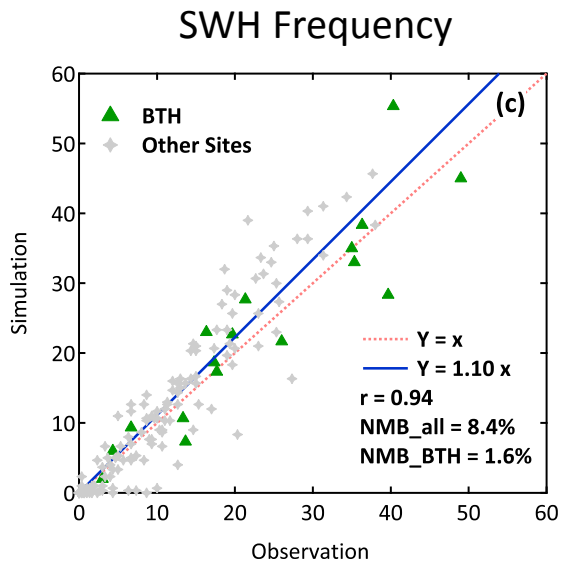 SWH Frequency
60
50
40
30
20
10
0
Simulation
(c)
BTH
Other Sites
Y = x
Y = 1.10 x
r = 0.94
NMB_all = 8.4%
NMB_BTH = 1.6%
0 10 20 30 40 50 60
Observation